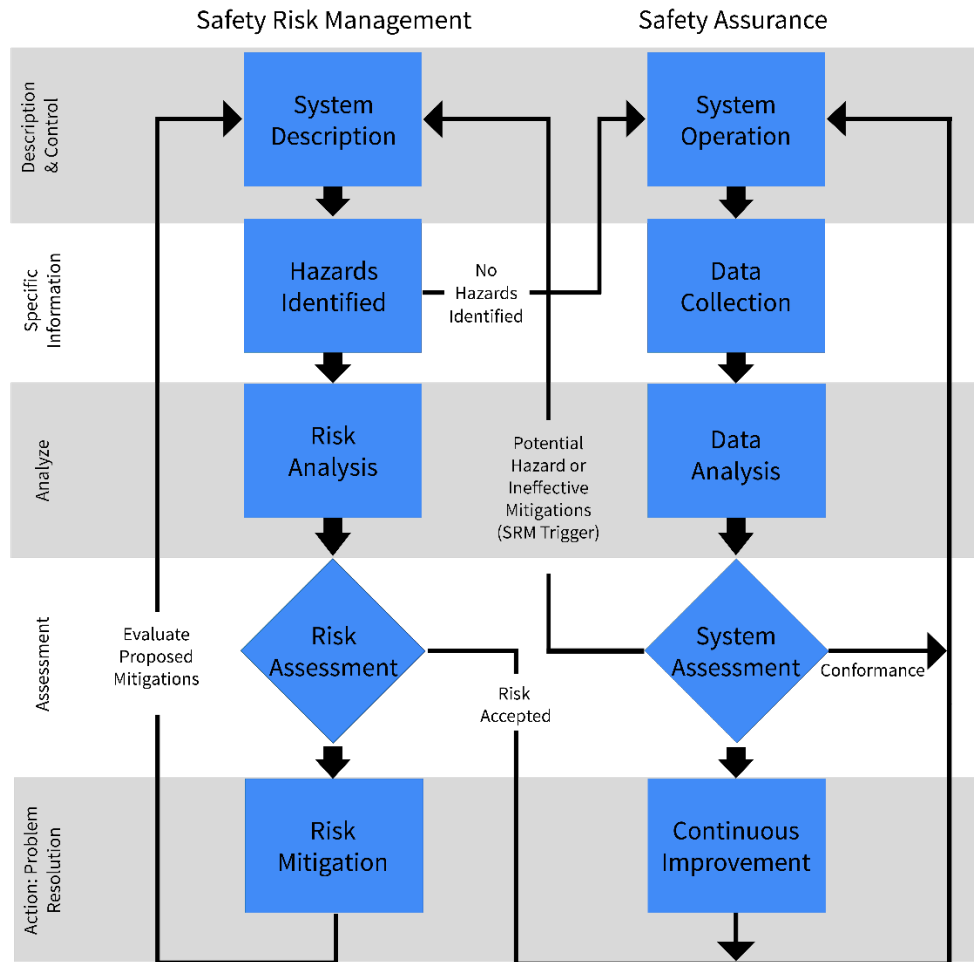 Safety Risk Management
Safety Assurance
Description
& Control
System
Description
System
Operation
Specific
Information
Hazards
Identified
No
Hazards
Identified
Data
Collection
Analyze
Risk
Analysis
Potential
Hazard or
Ineffective
Mitigations
(SRM Trigger)
Data
Analysis
Assessment
Evaluate
Proposed
Mitigations
Risk
Assessment
Risk
Accepted
System
Assessment
Conformance
Action: Problem
Resolution
Risk
Mitigation
Continuous
Improvement